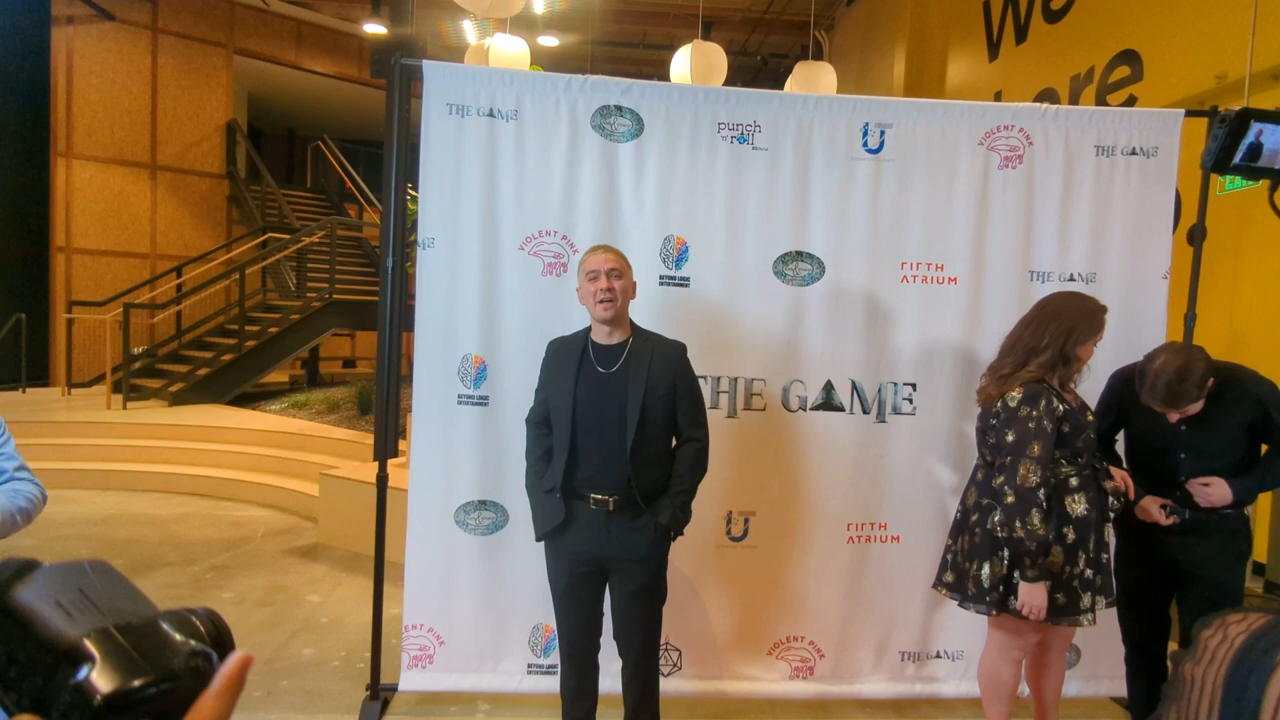 We
THE GAME
punch
'n'
roll
VIOLENT PINK
THE GAME
VIOLENT PINK
BEYOND LOGIC
ENTERTAINMENT
FIFTH
ATRIUM
THE GAME
BEYOND LOGIC
ENTERTAINMENT
THE GAME
FIFTH
ATRIUM
VIOLENT PINK
BEYOND LOGIC
ENTERTAINMENT
VIOLENT PINK
THE GAME